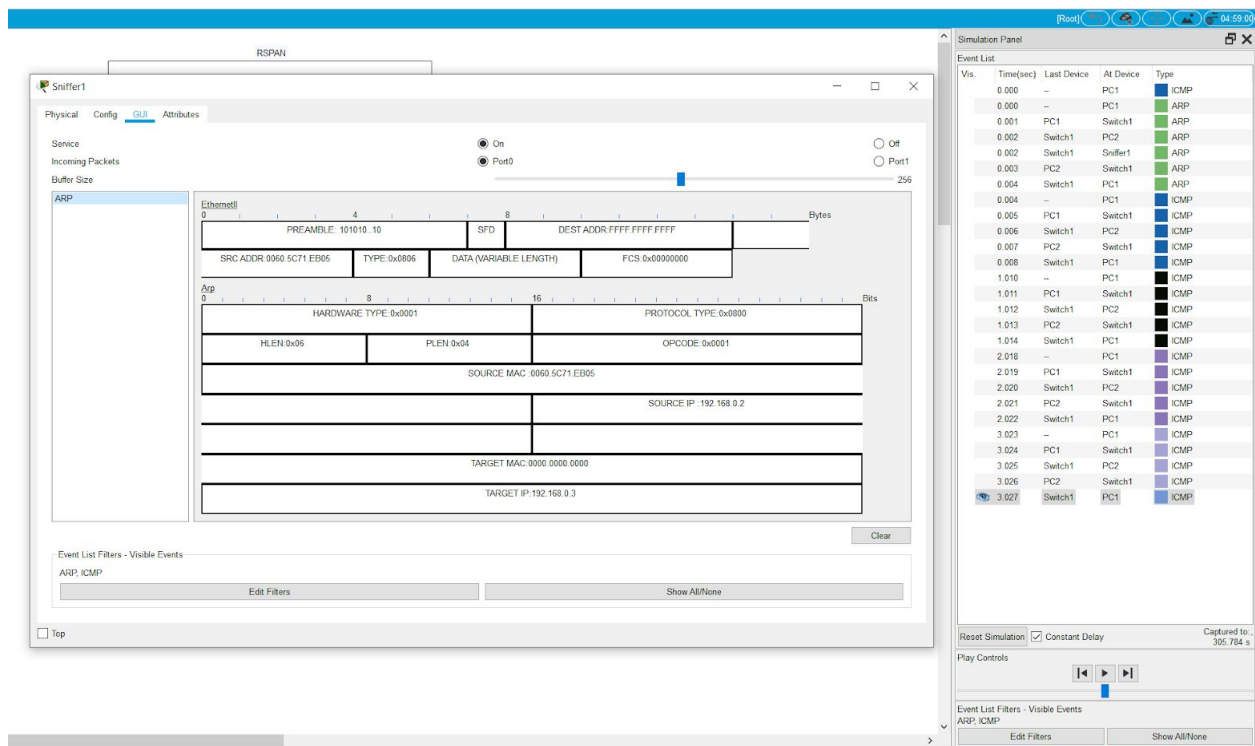 [Root]
04:59:00
RSPAN
Sniffer1
Physical Config GUI Attributes
Service On Off
Incoming Packets Port0 Port1
Buffer Size 256
ARP
EthernetII
0 4 8 Bytes
PREAMBLE: 101010..10 SFD DEST ADDR:FFFF.FFFF.FFFF
SRC ADDR:0060.5C71.EB05 TYPE:0x0806 DATA (VARIABLE LENGTH) FCS:0x00000000
Arp
0 8 16 Bits
HARDWARE TYPE:0x0001 PROTOCOL TYPE:0x0800
HLEN:0x06 PLEN:0x04 OPCODE:0x0001
SOURCE MAC :0060.5C71.EB05
SOURCE IP :192.168.0.2
TARGET MAC:0000.0000.0000
TARGET IP:192.168.0.3
Clear
Event List Filters - Visible Events
ARP, ICMP
Edit Filters Show All/None
Top
Simulation Panel
Event List
Vis. Time(sec) Last Device At Device Type
0.000 -- PC1 ICMP
0.000 -- PC1 ARP
0.001 PC1 Switch1 ARP
0.002 Switch1 PC2 ARP
0.002 Switch1 Sniffer1 ARP
0.003 PC2 Switch1 ARP
0.004 Switch1 PC1 ARP
0.004 -- PC1 ICMP
0.005 PC1 Switch1 ICMP
0.006 Switch1 PC2 ICMP
0.007 PC2 Switch1 ICMP
0.008 Switch1 PC1 ICMP
1.010 -- PC1 ICMP
1.011 PC1 Switch1 ICMP
1.012 Switch1 PC2 ICMP
1.013 PC2 Switch1 ICMP
1.014 Switch1 PC1 ICMP
2.018 -- PC1 ICMP
2.019 PC1 Switch1 ICMP
2.020 Switch1 PC2 ICMP
2.021 PC2 Switch1 ICMP
2.022 Switch1 PC1 ICMP
3.023 -- PC1 ICMP
3.024 PC1 Switch1 ICMP
3.025 Switch1 PC2 ICMP
3.026 PC2 Switch1 ICMP
3.027 Switch1 PC1 ICMP
Reset Simulation Constant Delay Captured to:,
305.784 s
Play Controls
Event List Filters - Visible Events
ARP, ICMP
Edit Filters Show All/None